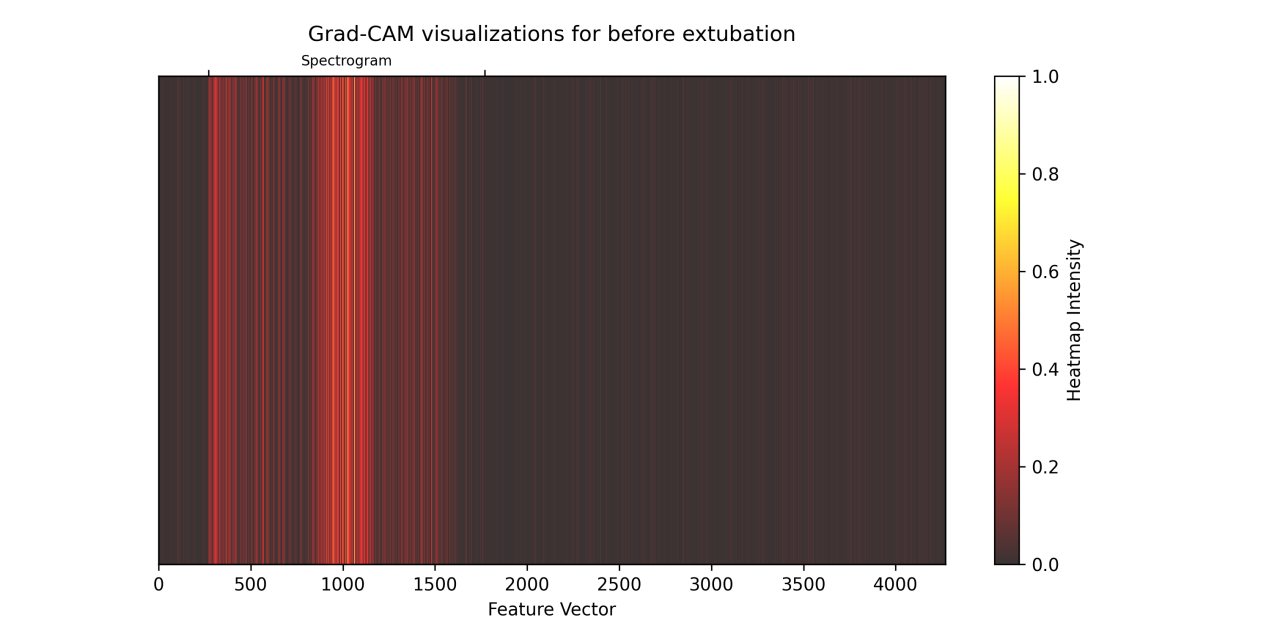 Grad-CAM visualizations for before extubation
Spectrogram
0 500 1000 1500 2000 2500 3000 3500 4000
Feature Vector
1.0
0.8
0.6
0.4
0.2
0.0
Heatmap Intensity